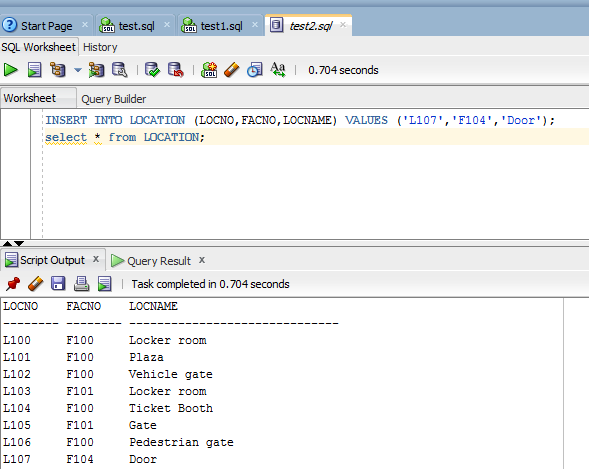 Start Page test.sql test1.sql test2.sql
SQL Worksheet History
0.704 seconds
Worksheet Query Builder
INSERT INTO LOCATION (LOCNO,FACNO,LOCNAME) VALUES ('L107','F104','Door');
select * from LOCATION;
Script Output x Query Result x
Task completed in 0.704 seconds
LOCNO FACNO LOCNAME
-------- -------- ------------------------------
L100 F100 Locker room
L101 F100 Plaza
L102 F100 Vehicle gate
L103 F101 Locker room
L104 F100 Ticket Booth
L105 F101 Gate
L106 F100 Pedestrian gate
L107 F104 Door